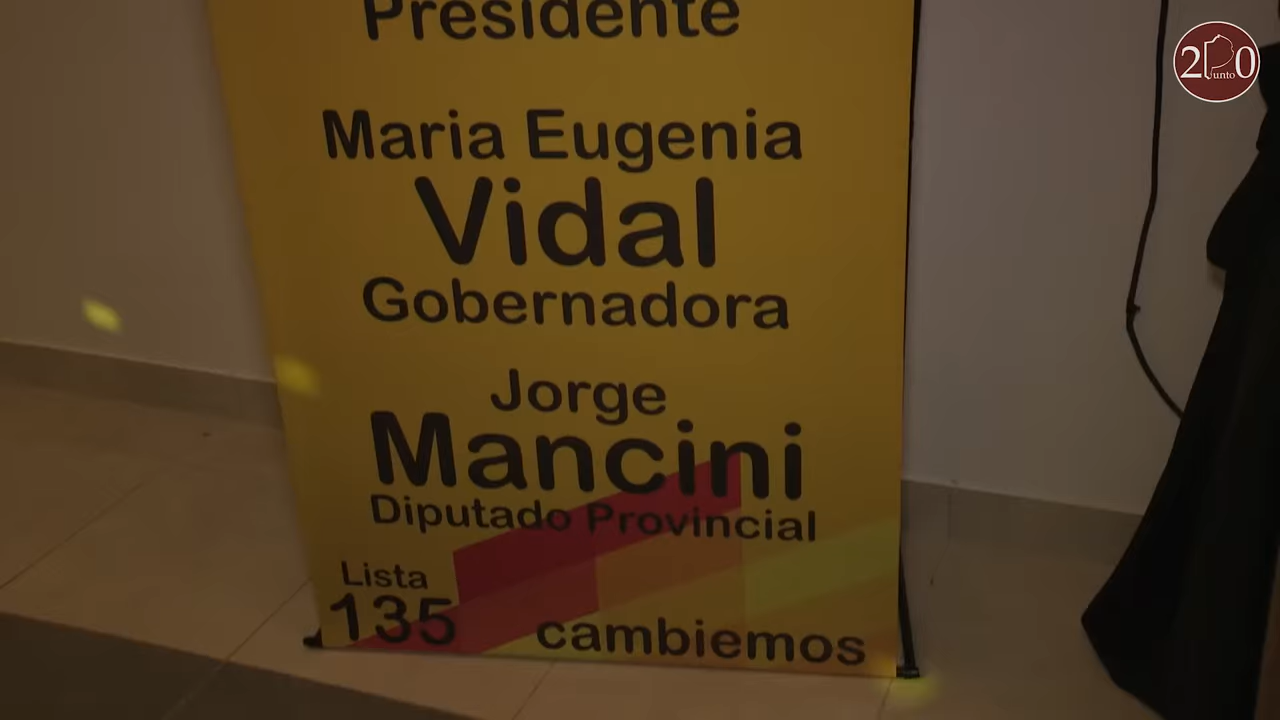 Presidente
Maria Eugenia
Vidal
Gobernadora
Jorge
Mancini
Diputado Provincial
Lista
135
cambiemos
2Punto0